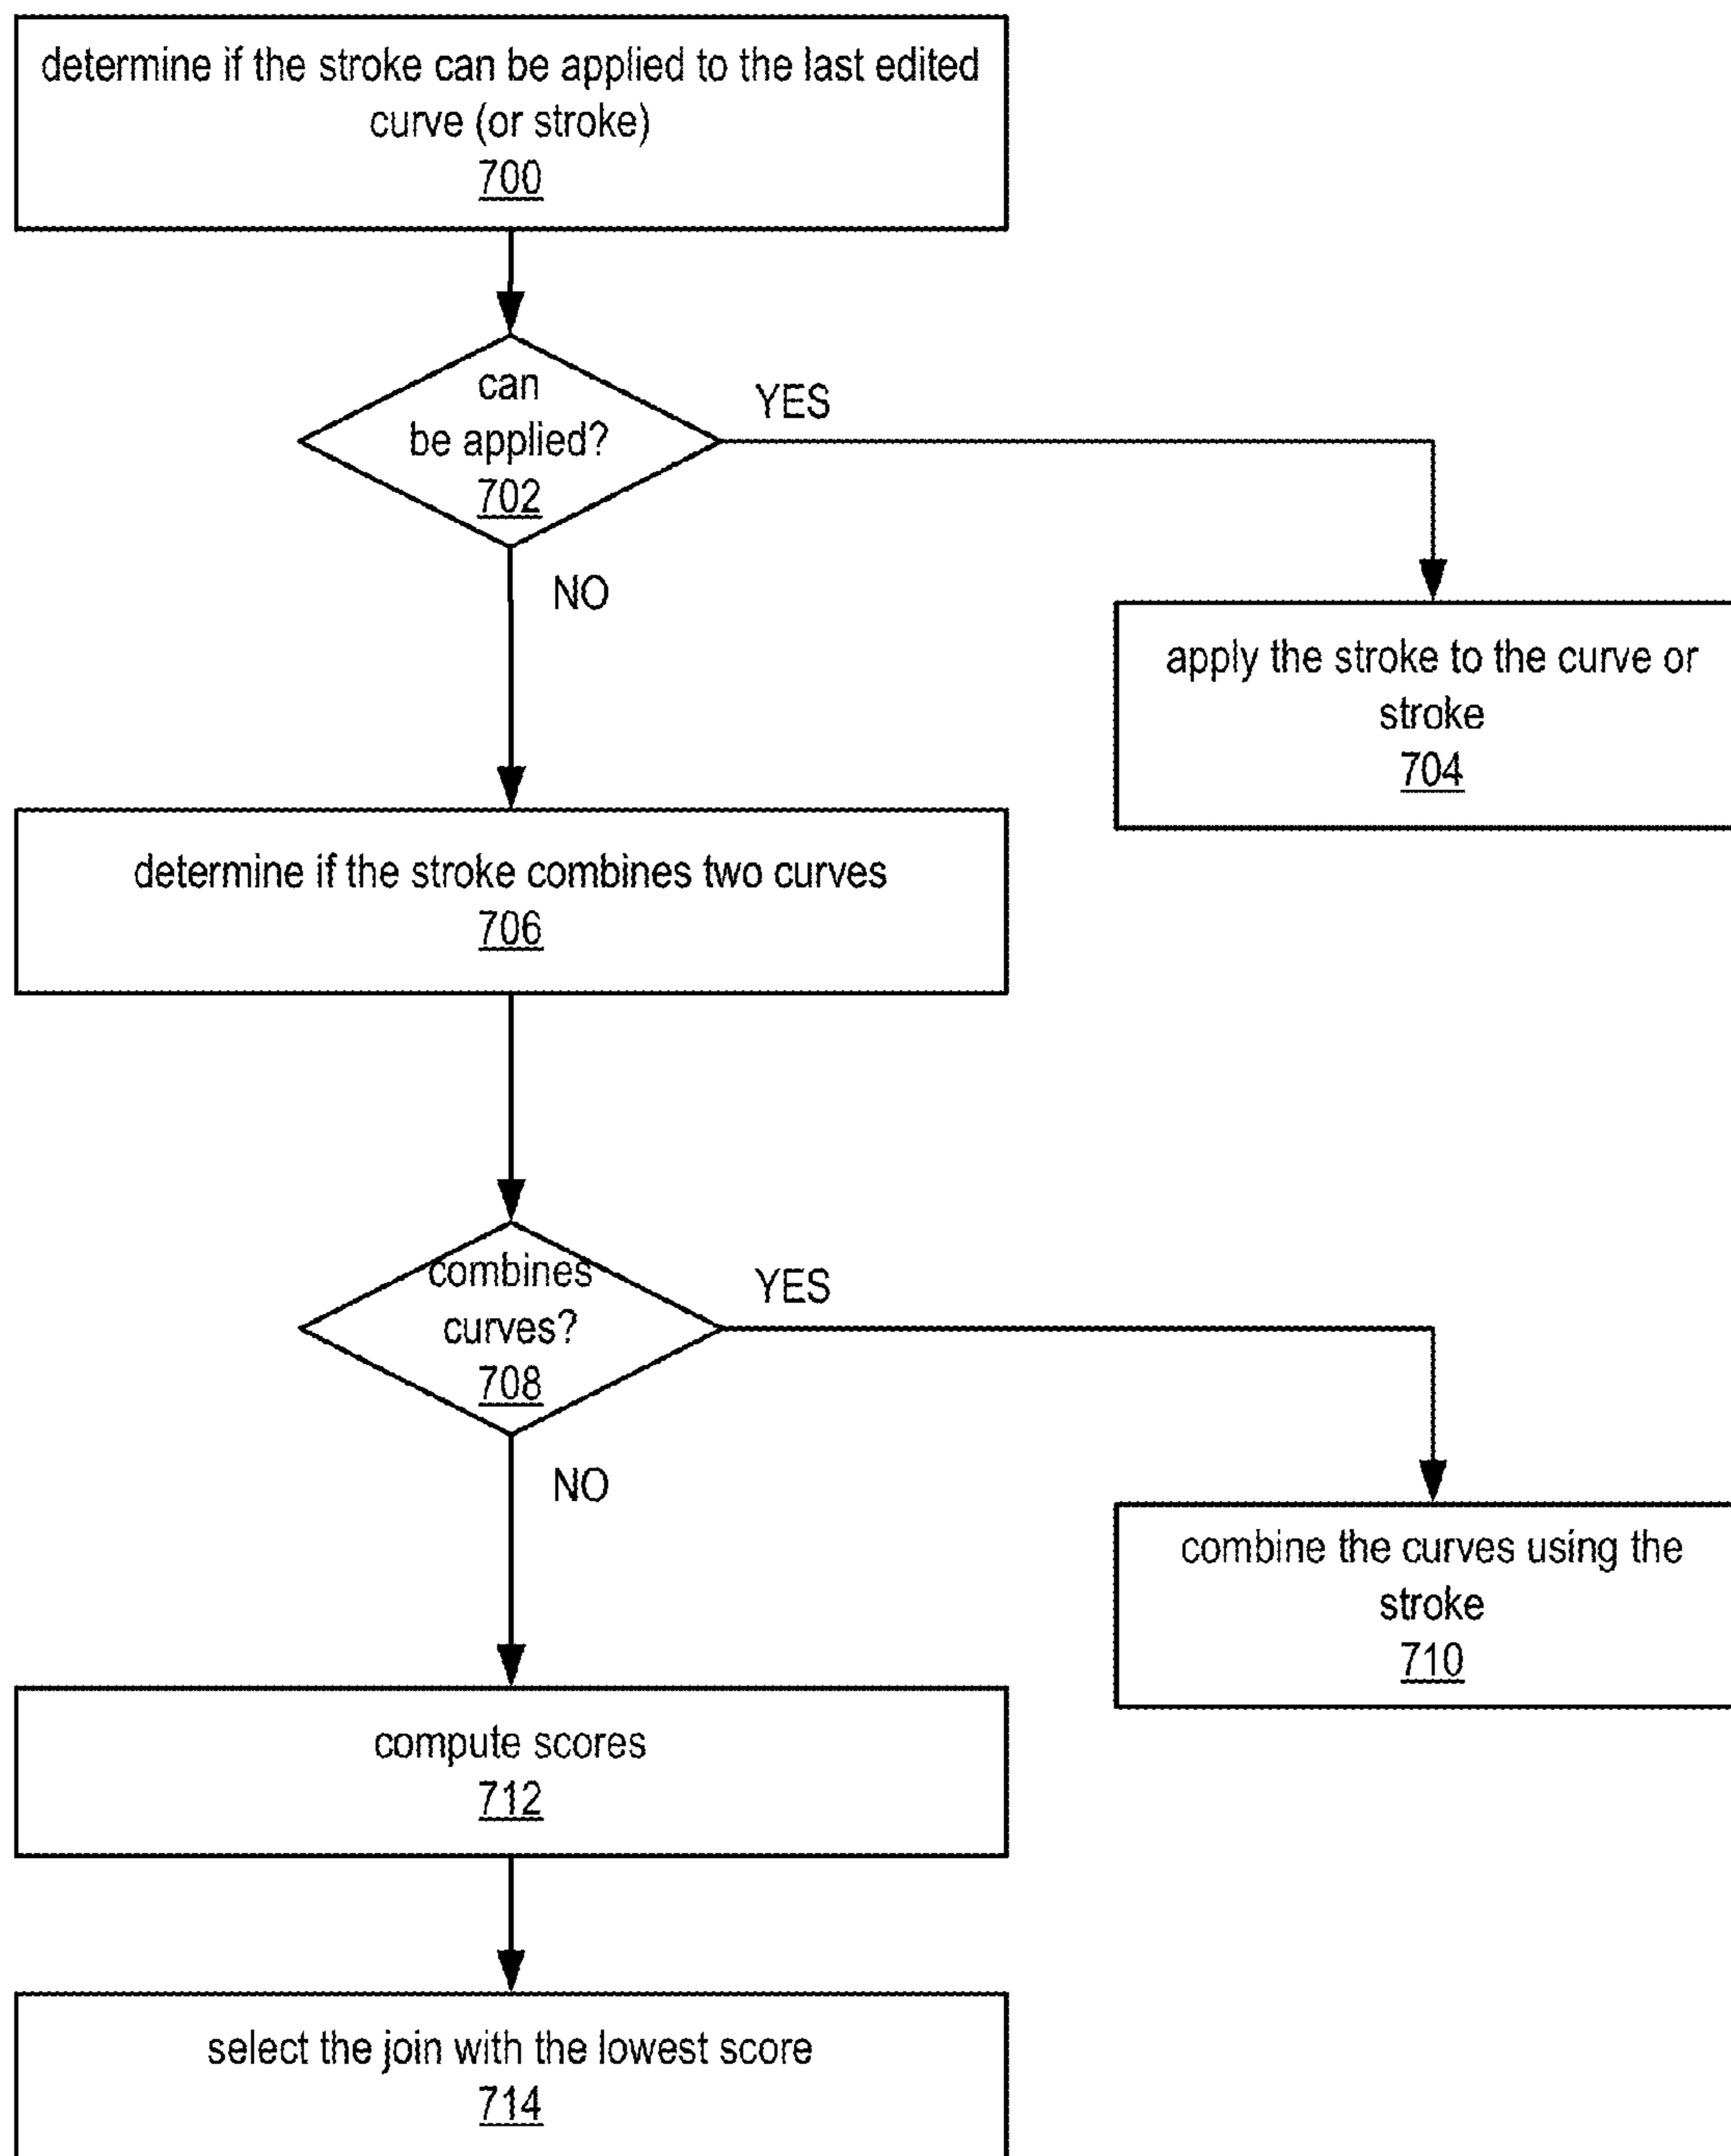 determine if the stroke can be applied to the last edited
curve (or stroke)
700
can
be applied?
702
YES
NO
apply the stroke to the curve or
stroke
704
determine if the stroke combines two curves
706
combines
curves?
708
YES
NO
combine the curves using the
stroke
710
compute scores
712
select the join with the lowest score
714